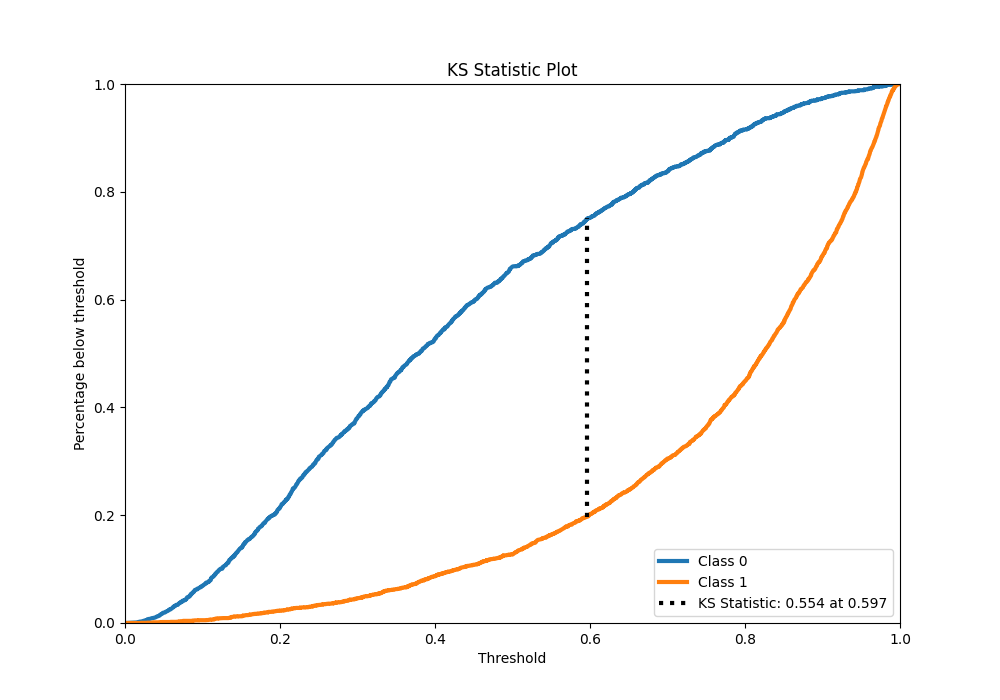 KS Statistic Plot
1.0
0.8
0.6
0.4
0.2
0.0
Percentage below threshold
0.0 0.2 0.4 0.6 0.8 1.0
Threshold
Class 0
Class 1
KS Statistic: 0.554 at 0.597